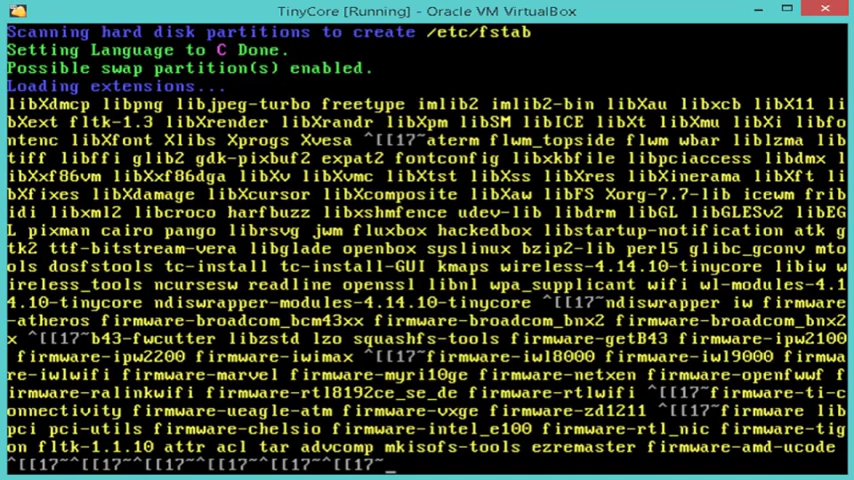 TinyCore [Running] - Oracle VM VirtualBox
Scanning hard disk partitions to create /etc/fstab
Setting Language to C Done.
Possible swap partition(s) enabled.
Loading extensions...
libXdmcp libpng libjpeg-turbo freetype imlib2 imlib2-bin libXau libxcb libX11 li
bXext fltk-1.3 libXrender libXrandr libXpm libSM libICE libXt libXmu libXi libfo
ntenc libXfont Xlibs Xprogs Xvesa ^[[17~aterm flwm_topside flwm wbar liblzma lib
tiff libffi glib2 gdk-pixbuf2 expat2 fontconfig libxkbfile libpciaccess libdmx l
ibXxf86vm libXxf86dga libXv libXvmc libXtst libXss libXres libXinerama libXft li
bXfixes libXdamage libXcursor libXcomposite libXaw libFS Xorg-7.7-lib icewm frib
idi libxml2 libcroco harfbuzz libxshmfence udev-lib libdrm libGL libGLESv2 libEG
L pixman cairo pango librsvg jwm fluxbox hackedbox libstartup-notification atk g
tk2 ttf-bitstream-vera libglade openbox syslinux bzip2-lib perl5 glibc_gconv mto
ols dosfstools tc-install tc-install-GUI kmaps wireless-4.14.10-tinycore libiw w
ireless_tools ncursesw readline openssl libnl wpa_supplicant wifi wl-modules-4.1
4.10-tinycore ndiswrapper-modules-4.14.10-tinycore ^[[17~ndiswrapper iw firmware
-atheros firmware-broadcom_bcm43xx firmware-broadcom_bnx2 firmware-broadcom_bnx2
x ^[[17~b43-fwcutter libzstd lzo squashfs-tools firmware-getB43 firmware-ipw2100
 firmware-ipw2200 firmware-iwimax ^[[17~firmware-iwl8000 firmware-iwl9000 firmwa
re-iwlwifi firmware-marvel firmware-myri10ge firmware-netxen firmware-openfwwf f
irmware-ralinkwifi firmware-rtl8192ce_se_de firmware-rtlwifi ^[[17~firmware-ti-c
onnectivity firmware-ueagle-atm firmware-vxge firmware-zd1211 ^[[17~firmware lib
pci pci-utils firmware-chelsio firmware-intel_e100 firmware-rtl_nic firmware-tig
on fltk-1.1.10 attr acl tar advcomp mkisofs-tools ezremaster firmware-amd-ucode
^[[17~^[[17~^[[17~^[[17~^[[17~^[[17~_